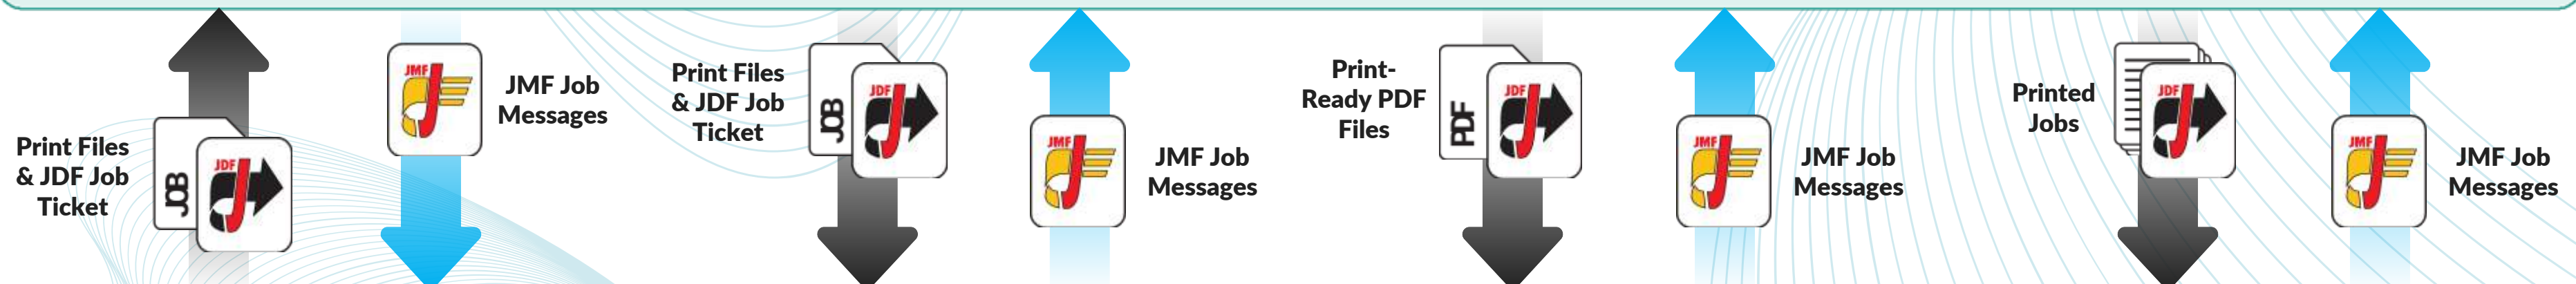 Print Files
& JDF Job
Ticket
JOB
JDF
JMF
JMF Job
Messages
Print Files
& JDF Job
Ticket
JOB
JDF
JMF
JMF Job
Messages
Print-
Ready PDF
Files
PDF
JDF
JMF
JMF Job
Messages
Printed
Jobs
JDF
JMF
JMF Job
Messages